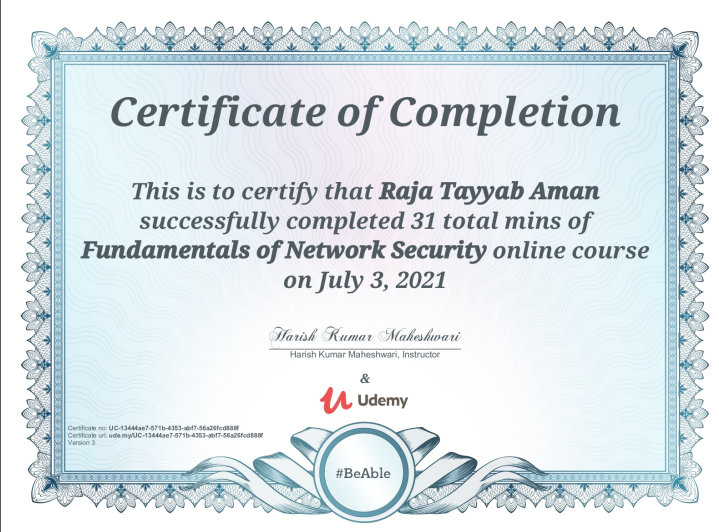 Certificate of Completion
This is to certify that Raja Tayyab Aman
successfully completed 31 total mins of
Fundamentals of Network Security online course
on July 3, 2021
Harish Kumar Maheshwari
Harish Kumar Maheshwari, Instructor
&
Udemy
Certificate no: UC-13444ae7-571b-4353-abf7-56a26fcd888f
Certificate url: ude.my/UC-13444ae7-571b-4353-abf7-56a26fcd888f
Version 3
#BeAble